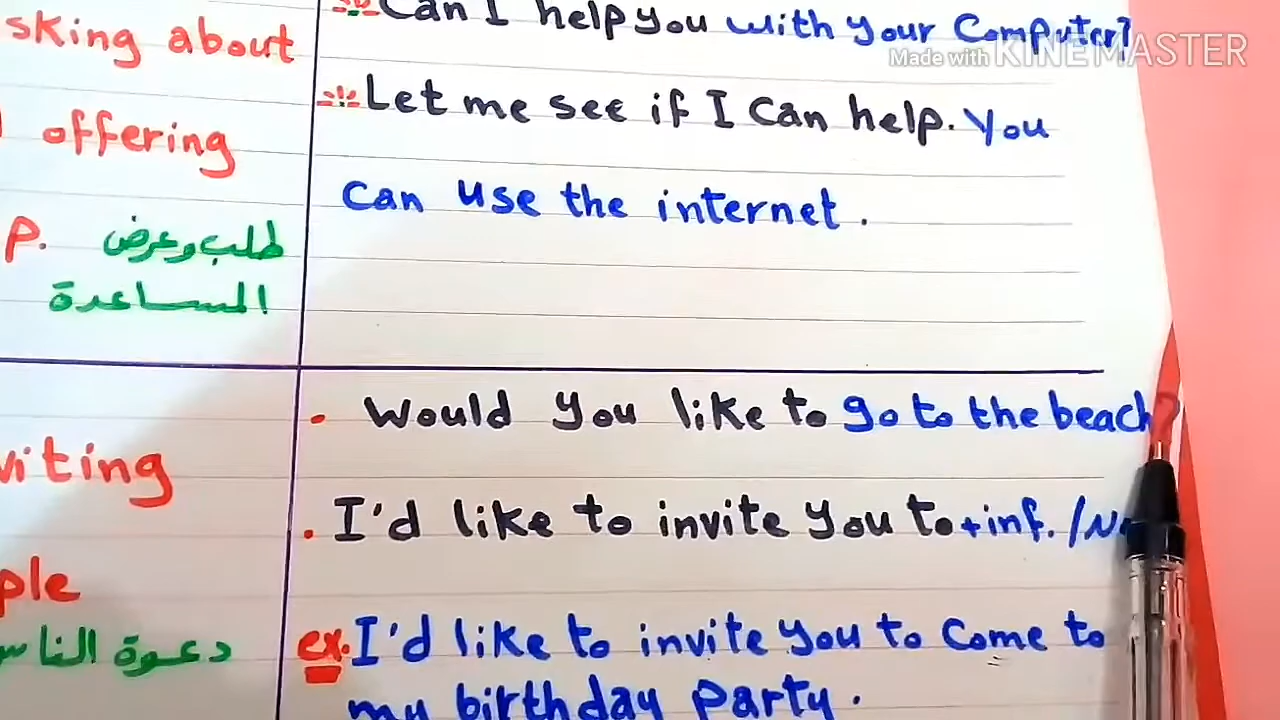 Can I help you with your Computer?
Made with KINEMASTER
sking about
offering
p. طلب وعرض
المساعدة
Let me see if I Can help. You
Can use the internet.
viting
ple
دعوة الناس
. Would you like to go to the beach?
. I'd like to invite you to + inf. /
ex. I'd like to invite you to Come to
my birthday party.